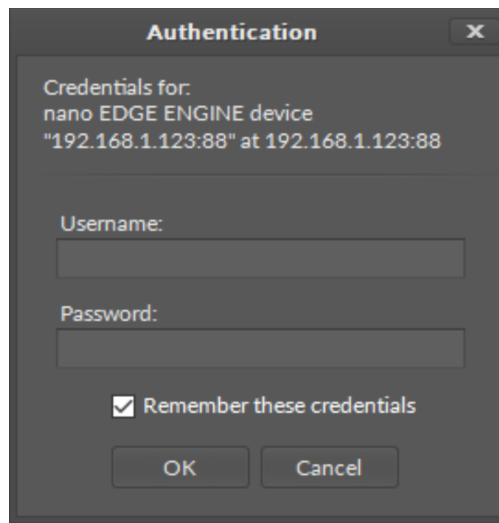 Authentication
x
Credentials for:
nano EDGE ENGINE device
"192.168.1.123:88" at 192.168.1.123:88
Username:
Password:
Remember these credentials
OK
Cancel